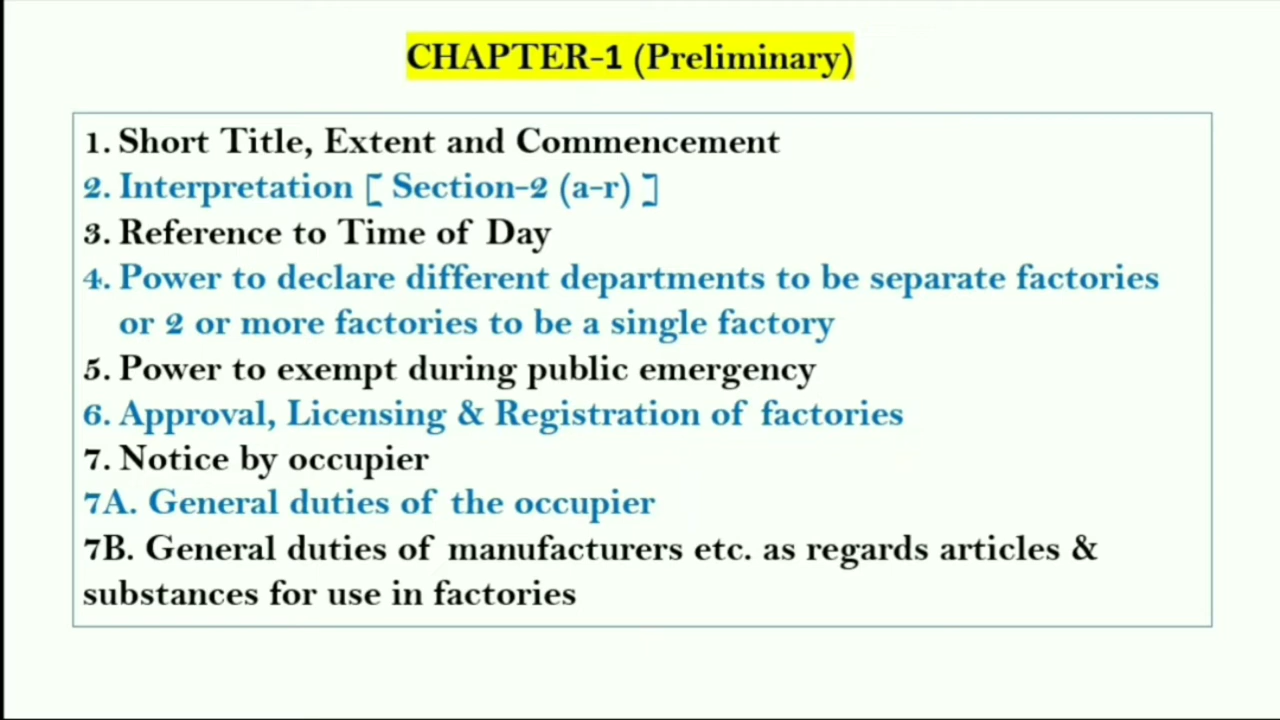 CHAPTER-1 (Preliminary)
1. Short Title, Extent and Commencement
2. Interpretation [ Section-2 (a-r) ]
3. Reference to Time of Day
4. Power to declare different departments to be separate factories
or 2 or more factories to be a single factory
5. Power to exempt during public emergency
6. Approval, Licensing & Registration of factories
7. Notice by occupier
7A. General duties of the occupier
7B. General duties of manufacturers etc. as regards articles &
substances for use in factories